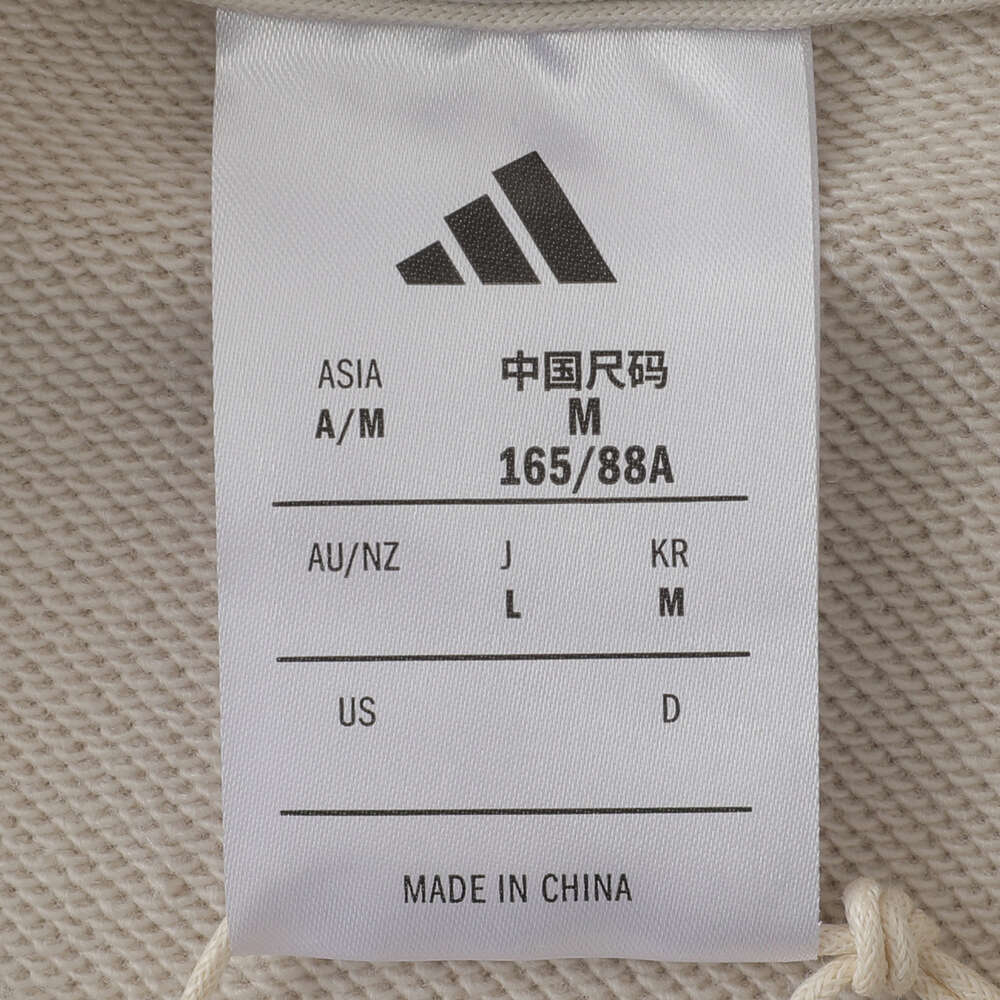 ASIA 中国尺码
A/M M
165/88A
AU/NZ J KR
L M
US D
MADE IN CHINA